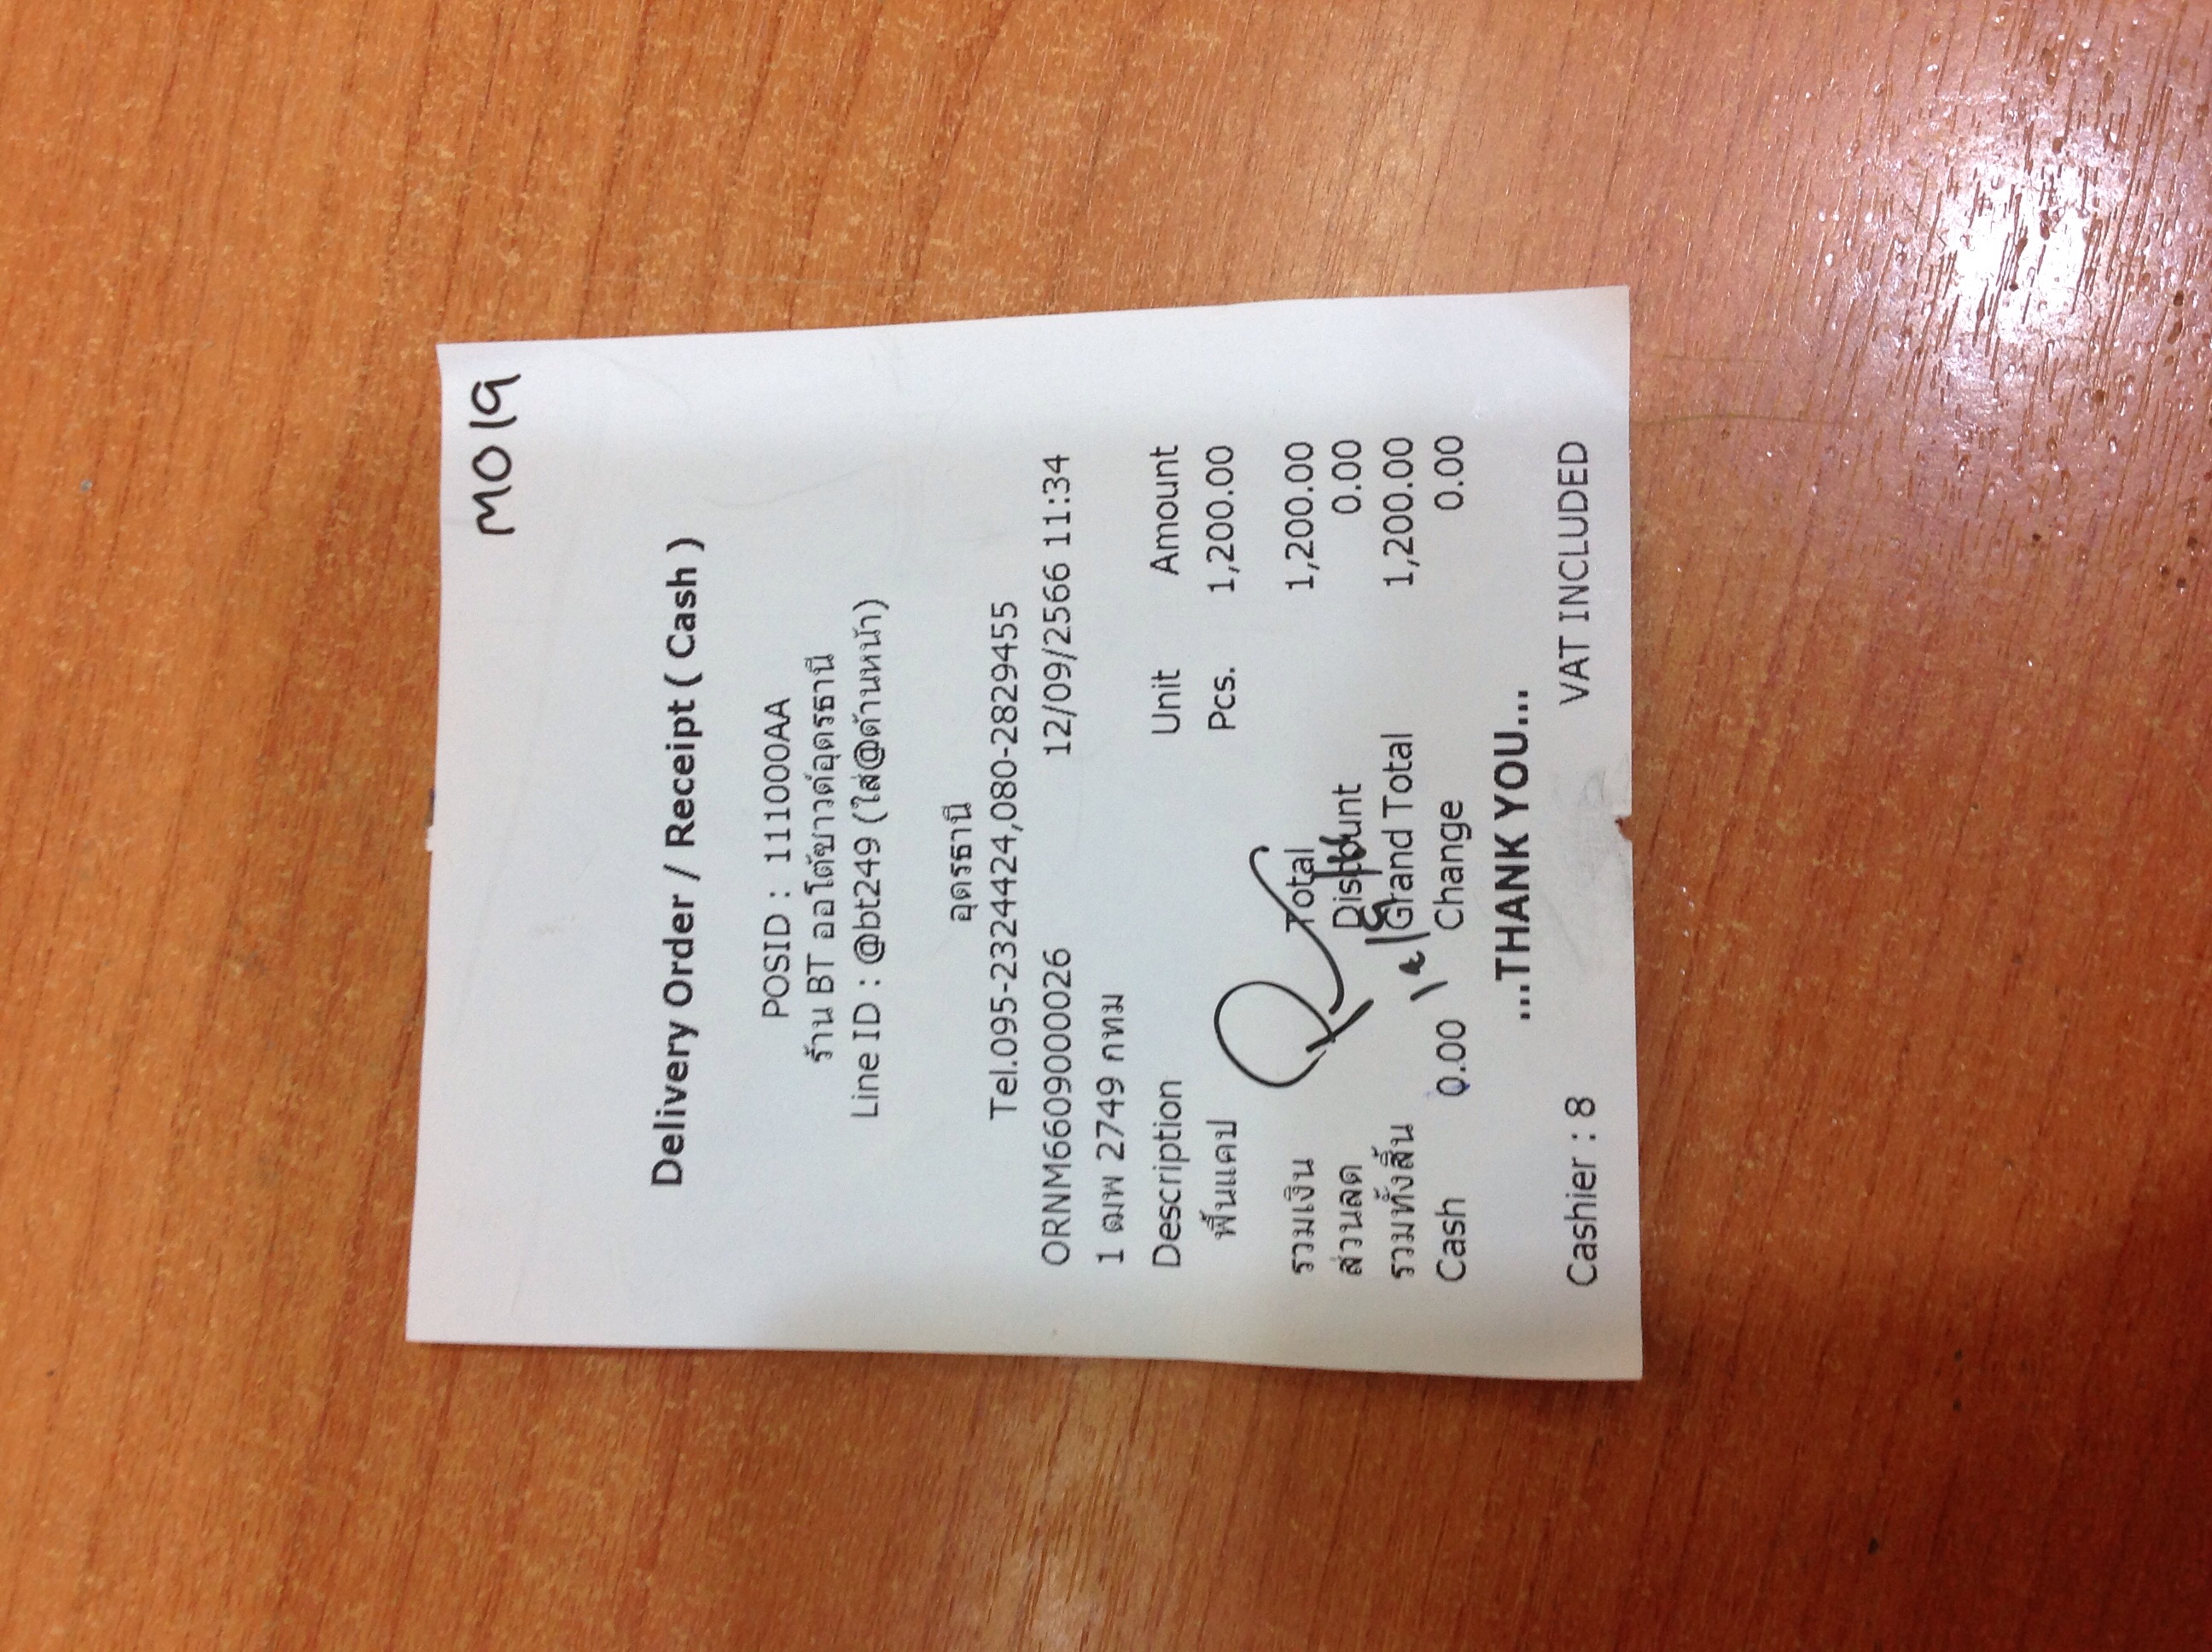 MO19
Delivery Order / Receipt ( Cash )
POSID : 111000AA
ร้าน BT ออโต้ซาวด์อุดรธานี
Line ID : @bt249 (ใส่@ด้านหน้า)
อุดรธานี
Tel.095-2324424,080-2829455
ORNM6609000026 12/09/2566 11:34
1 ฒพ 2749 กทม
Description Unit Amount
พื้นแคป Pcs. 1,200.00
รวมเงิน Total 1,200.00
ส่วนลด Discount 0.00
รวมทั้งสิ้น Grand Total 1,200.00
Cash 0.00 Change 0.00
...THANK YOU...
Cashier : 8 VAT INCLUDED